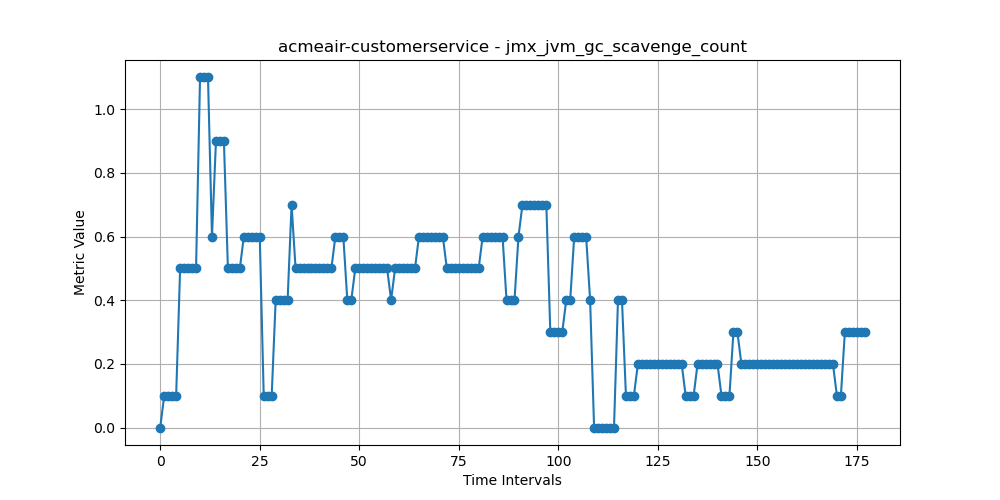 acmeair-customerservice - jmx_jvm_gc_scavenge_count
1.0
0.8
0.6
0.4
0.2
0.0
Metric Value
0 25 50 75 100 125 150 175
Time Intervals